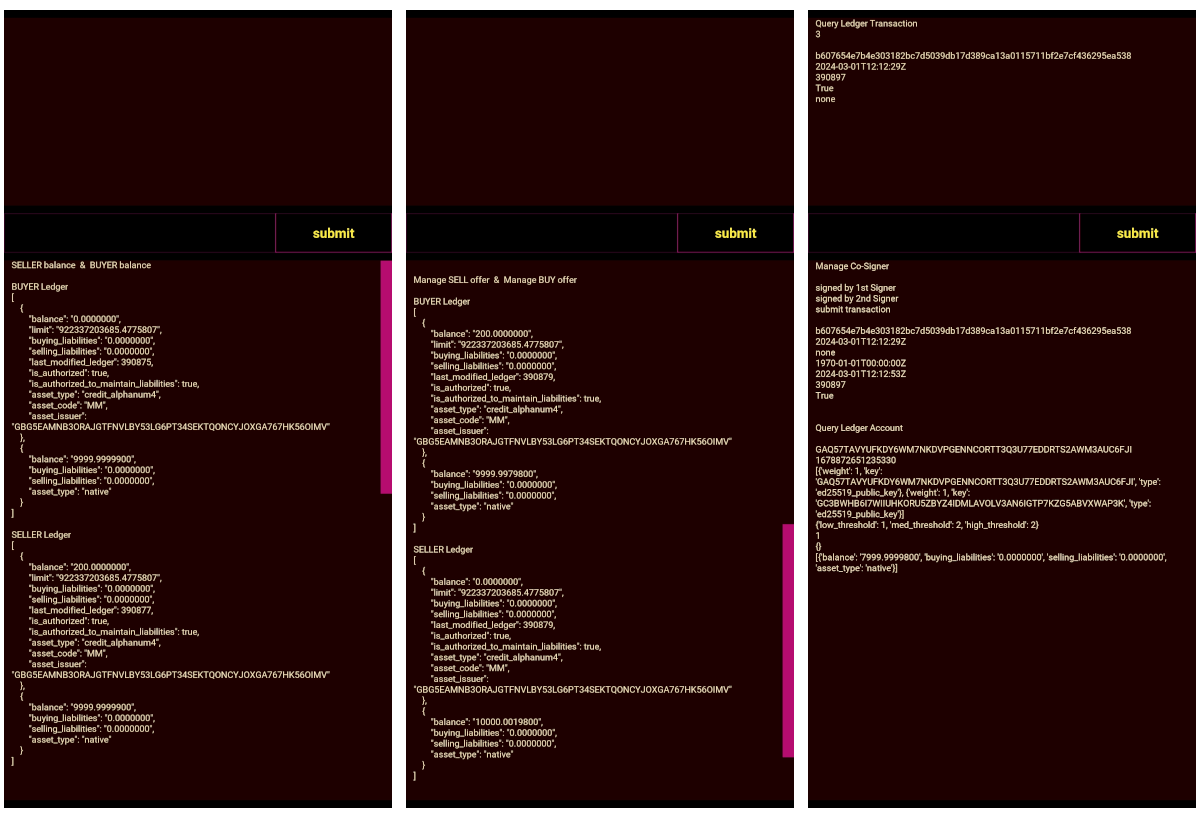 submit
SELLER balance & BUYER balance
BUYER Ledger
[
{
"balance": "0.0000000",
"limit": "922337203685.4775807",
"buying_liabilities": "0.0000000",
"selling_liabilities": "0.0000000",
"last_modified_ledger": 390875,
"is_authorized": true,
"is_authorized_to_maintain_liabilities": true,
"asset_type": "credit_alphanum4",
"asset_code": "MM",
"asset_issuer":
"GBG5EAMNB3ORAJGTFNVLBY53LG6PT34SEKTQONCYJOXGA767HK56OIMV"
},
{
"balance": "9999.9999900",
"buying_liabilities": "0.0000000",
"selling_liabilities": "0.0000000",
"asset_type": "native"
}
]
SELLER Ledger
[
{
"balance": "200.0000000",
"limit": "922337203685.4775807",
"buying_liabilities": "0.0000000",
"selling_liabilities": "0.0000000",
"last_modified_ledger": 390877,
"is_authorized": true,
"is_authorized_to_maintain_liabilities": true,
"asset_type": "credit_alphanum4",
"asset_code": "MM",
"asset_issuer":
"GBG5EAMNB3ORAJGTFNVLBY53LG6PT34SEKTQONCYJOXGA767HK56OIMV"
},
{
"balance": "9999.9999900",
"buying_liabilities": "0.0000000",
"selling_liabilities": "0.0000000",
"asset_type": "native"
}
]
submit
Manage SELL offer & Manage BUY offer
BUYER Ledger
[
{
"balance": "200.0000000",
"limit": "922337203685.4775807",
"buying_liabilities": "0.0000000",
"selling_liabilities": "0.0000000",
"last_modified_ledger": 390879,
"is_authorized": true,
"is_authorized_to_maintain_liabilities": true,
"asset_type": "credit_alphanum4",
"asset_code": "MM",
"asset_issuer":
"GBG5EAMNB3ORAJGTFNVLBY53LG6PT34SEKTQONCYJOXGA767HK56OIMV"
},
{
"balance": "9999.9979800",
"buying_liabilities": "0.0000000",
"selling_liabilities": "0.0000000",
"asset_type": "native"
}
]
SELLER Ledger
[
{
"balance": "0.0000000",
"limit": "922337203685.4775807",
"buying_liabilities": "0.0000000",
"selling_liabilities": "0.0000000",
"last_modified_ledger": 390879,
"is_authorized": true,
"is_authorized_to_maintain_liabilities": true,
"asset_type": "credit_alphanum4",
"asset_code": "MM",
"asset_issuer":
"GBG5EAMNB3ORAJGTFNVLBY53LG6PT34SEKTQONCYJOXGA767HK56OIMV"
},
{
"balance": "10000.0019800",
"buying_liabilities": "0.0000000",
"selling_liabilities": "0.0000000",
"asset_type": "native"
}
]
Query Ledger Transaction
3
b607654e7b4e303182bc7d5039db17d389ca13a0115711bf2e7cf436295ea538
2024-03-01T12:12:29Z
390897
True
none
submit
Manage Co-Signer
signed by 1st Signer
signed by 2nd Signer
submit transaction
b607654e7b4e303182bc7d5039db17d389ca13a0115711bf2e7cf436295ea538
2024-03-01T12:12:29Z
none
1970-01-01T00:00:00Z
2024-03-01T12:12:53Z
390897
True
Query Ledger Account
GAQ57TAVYUFKDY6WM7NKDVPGENNCORTT3Q3U77EDDRTS2AWM3AUC6FJI
1678872651235330
[{'weight': 1, 'key':
'GAQ57TAVYUFKDY6WM7NKDVPGENNCORTT3Q3U77EDDRTS2AWM3AUC6FJI', 'type':
'ed25519_public_key'}, {'weight': 1, 'key':
'GC3BWHB6I7WIIUHKORU5ZBYZ4IDMLAVOLV3AN6IGTP7KZG5ABVXWAP3K', 'type':
'ed25519_public_key'}]
{'low_threshold': 1, 'med_threshold': 2, 'high_threshold': 2}
1
{}
[{'balance': '7999.9999800', 'buying_liabilities': '0.0000000', 'selling_liabilities': '0.0000000',
'asset_type': 'native'}]